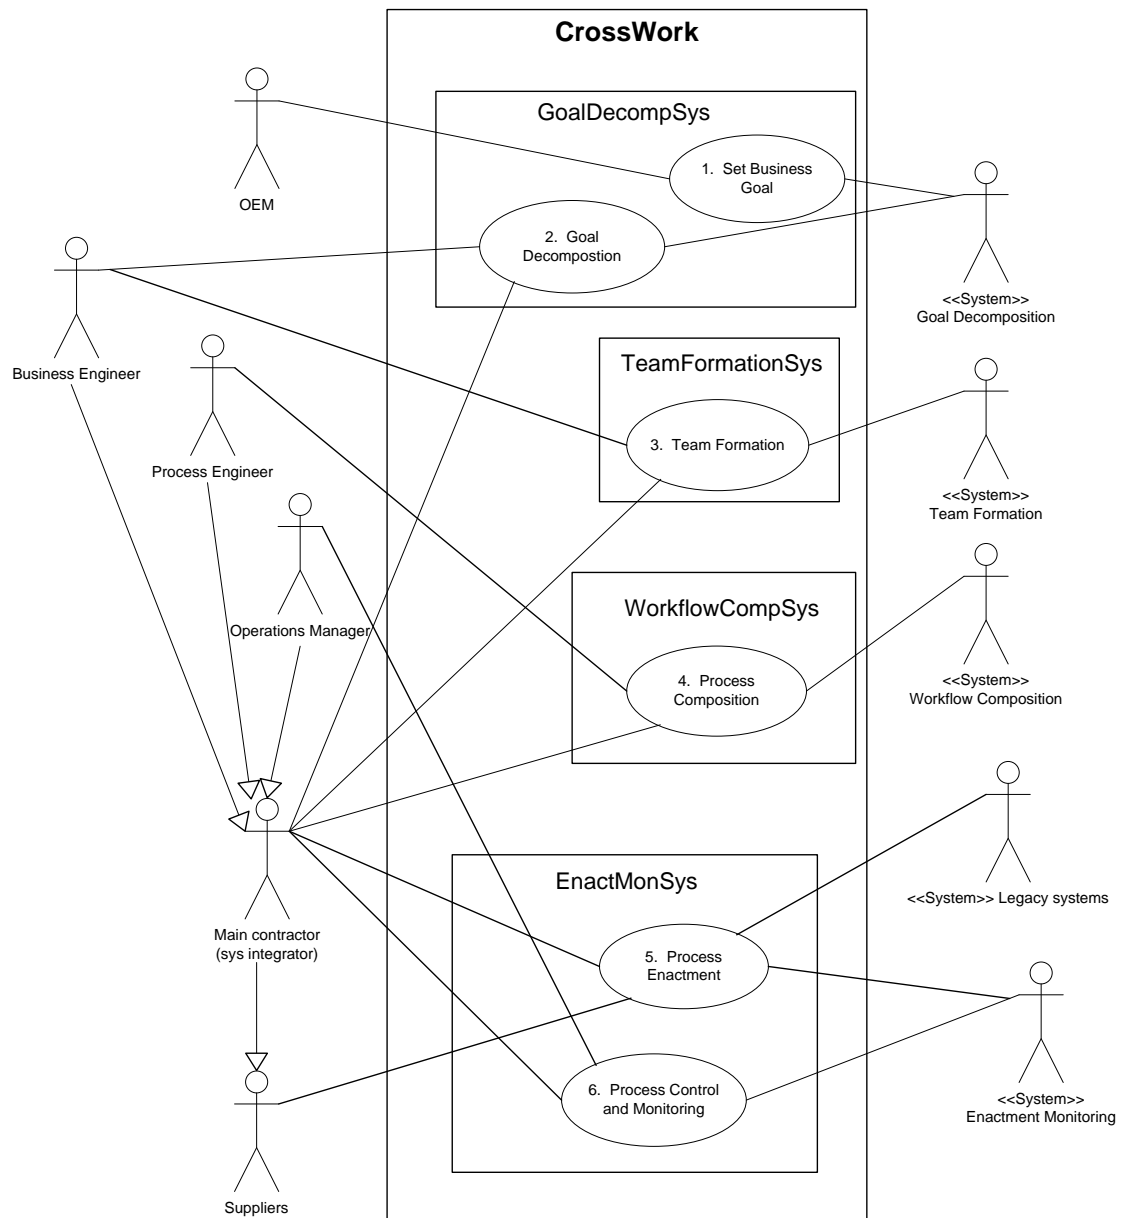 CrossWork
GoalDecompSys
1. Set Business
Goal
OEM
2. Goal
Decompostion
<<System>>
Goal Decomposition
Business Engineer
TeamFormationSys
3. Team Formation
Process Engineer
<<System>>
Team Formation
WorkflowCompSys
Operations Manager
4. Process
Composition
<<System>>
Workflow Composition
EnactMonSys
<<System>> Legacy systems
Main contractor
(sys integrator)
5. Process
Enactment
6. Process Control
and Monitoring
<<System>>
Enactment Monitoring
Suppliers